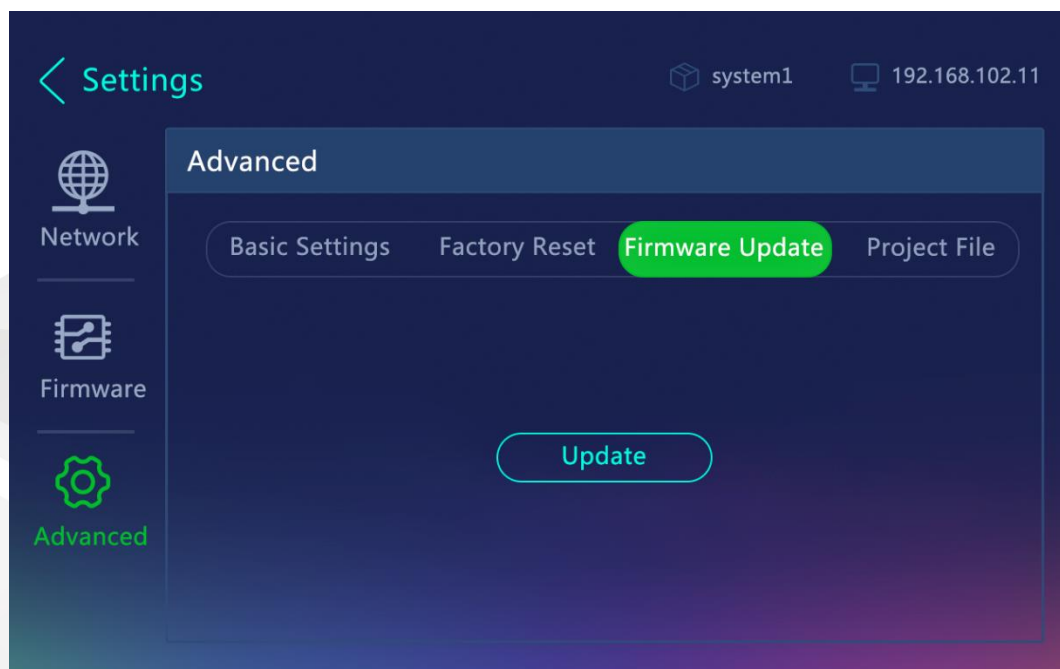 Settings
system1
192.168.102.11
Advanced
Network
Basic Settings
Factory Reset
Firmware Update
Project File
Firmware
Update
Advanced